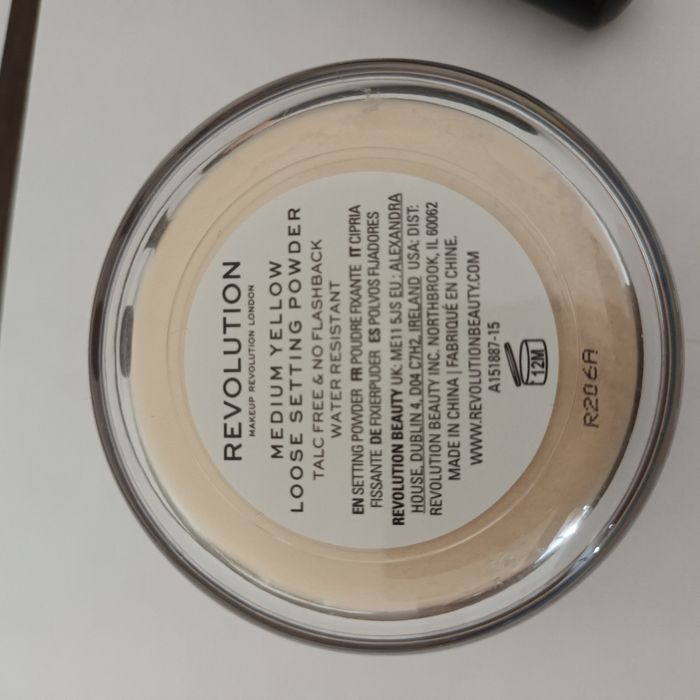 REVOLUTION
MAKEUP REVOLUTION LONDON
MEDIUM YELLOW
LOOSE SETTING POWDER
TALC FREE & NO FLASHBACK
WATER RESISTANT
EN SETTING POWDER FR POUDRE FIXANTE IT CIPRIA
FISSANTE DE FIXIERPUDER ES POLVOS FIJADORES
REVOLUTION BEAUTY UK: ME11 5JS EU: ALEXANDRA
HOUSE, DUBLIN 4, D04 C7H2, IRELAND USA: DIST:
REVOLUTION BEAUTY INC. NORTHBROOK, IL 60062
MADE IN CHINA | FABRIQUÉ EN CHINE.
WWW.REVOLUTIONBEAUTY.COM
A151887-15
12M
R206A